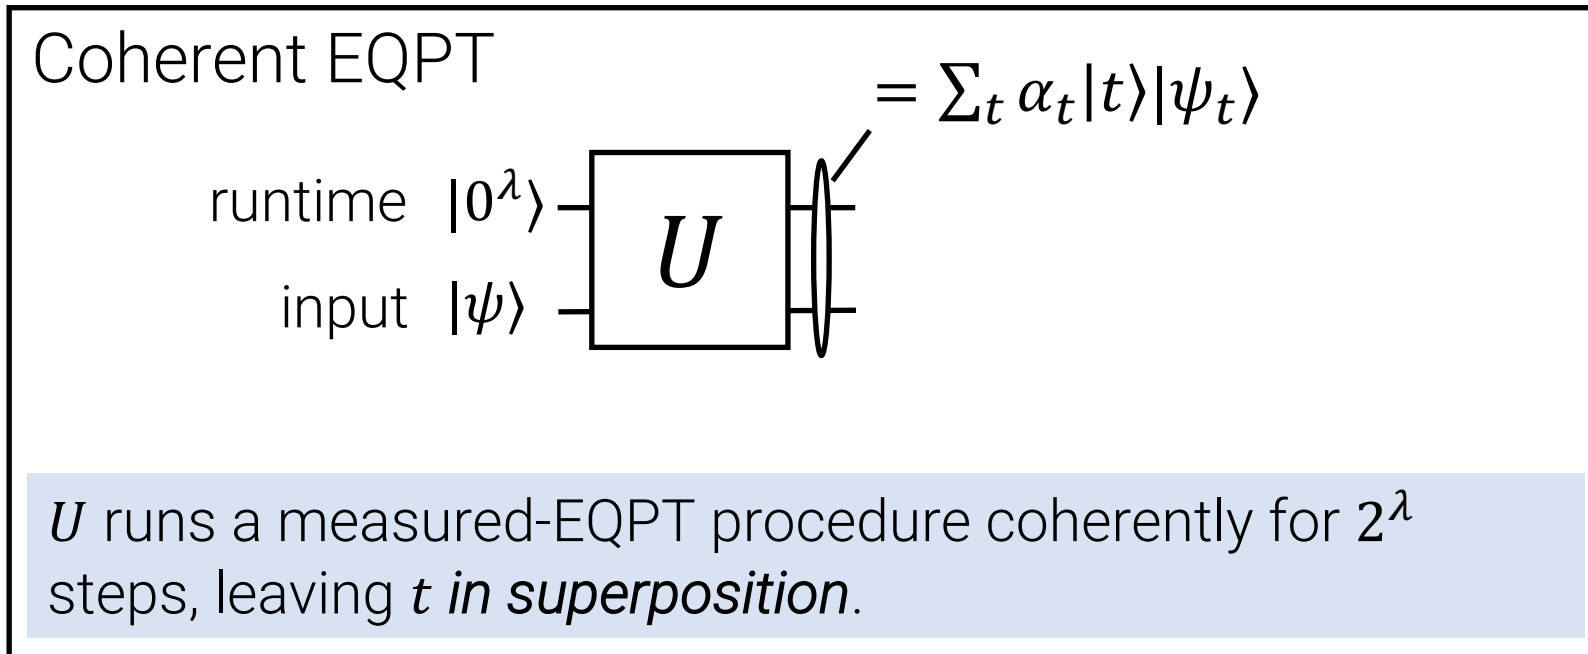 Coherent EQPT
= ∑_t α_t|t⟩|ψ_t⟩
runtime |0^λ⟩
U
input |ψ⟩
U runs a measured-EQPT procedure coherently for 2^λ
steps, leaving t in superposition.